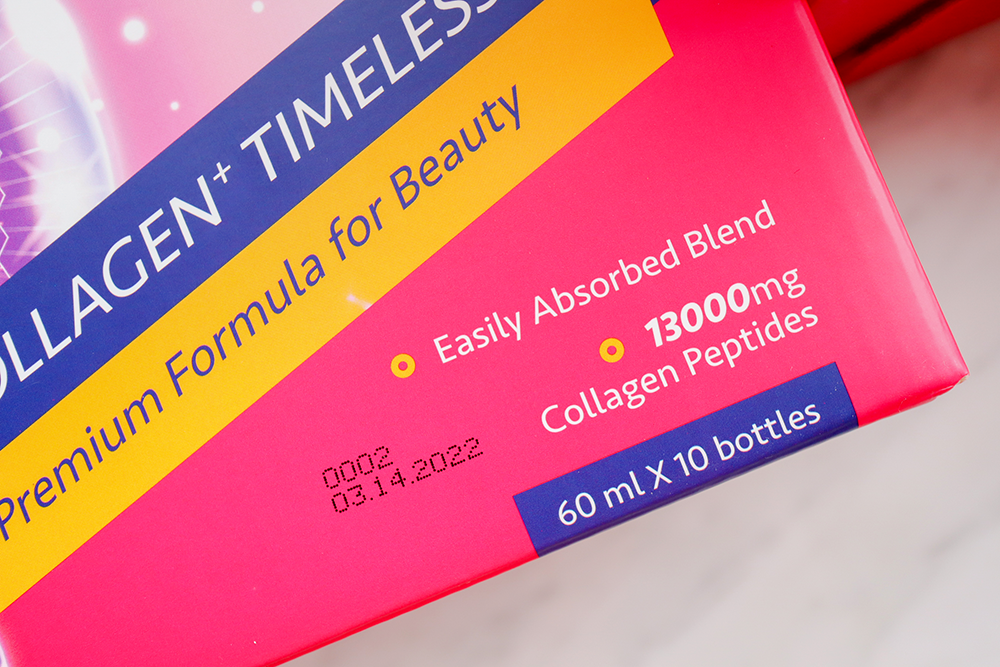 OLLAGEN+ TIMELESS
Premium Formula for Beauty
Easily Absorbed Blend
13000mg
Collagen Peptides
0002
03.14.2022
60 ml X 10 bottles